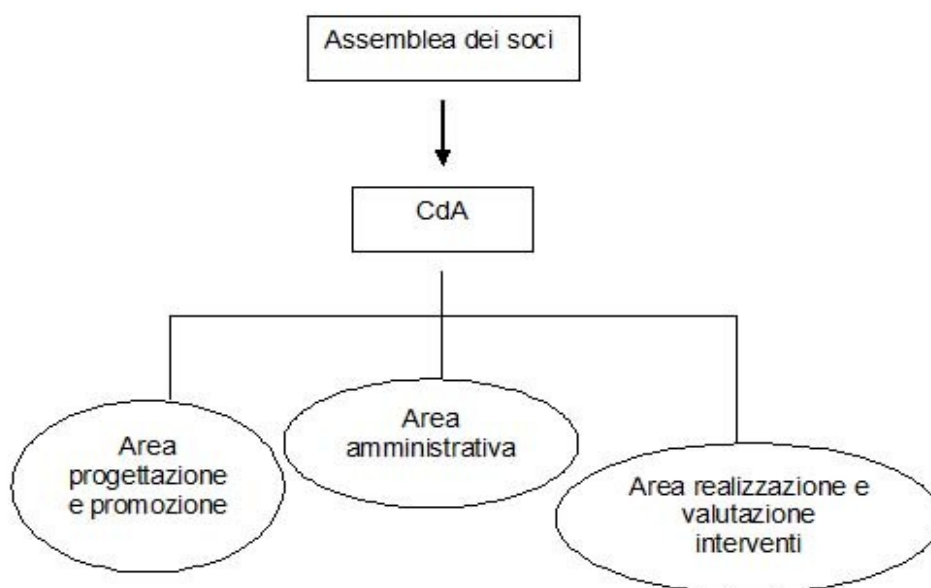 Assemblea dei soci
CdA
Area
progettazione
e promozione
Area
amministrativa
Area realizzazione e
valutazione
interventi